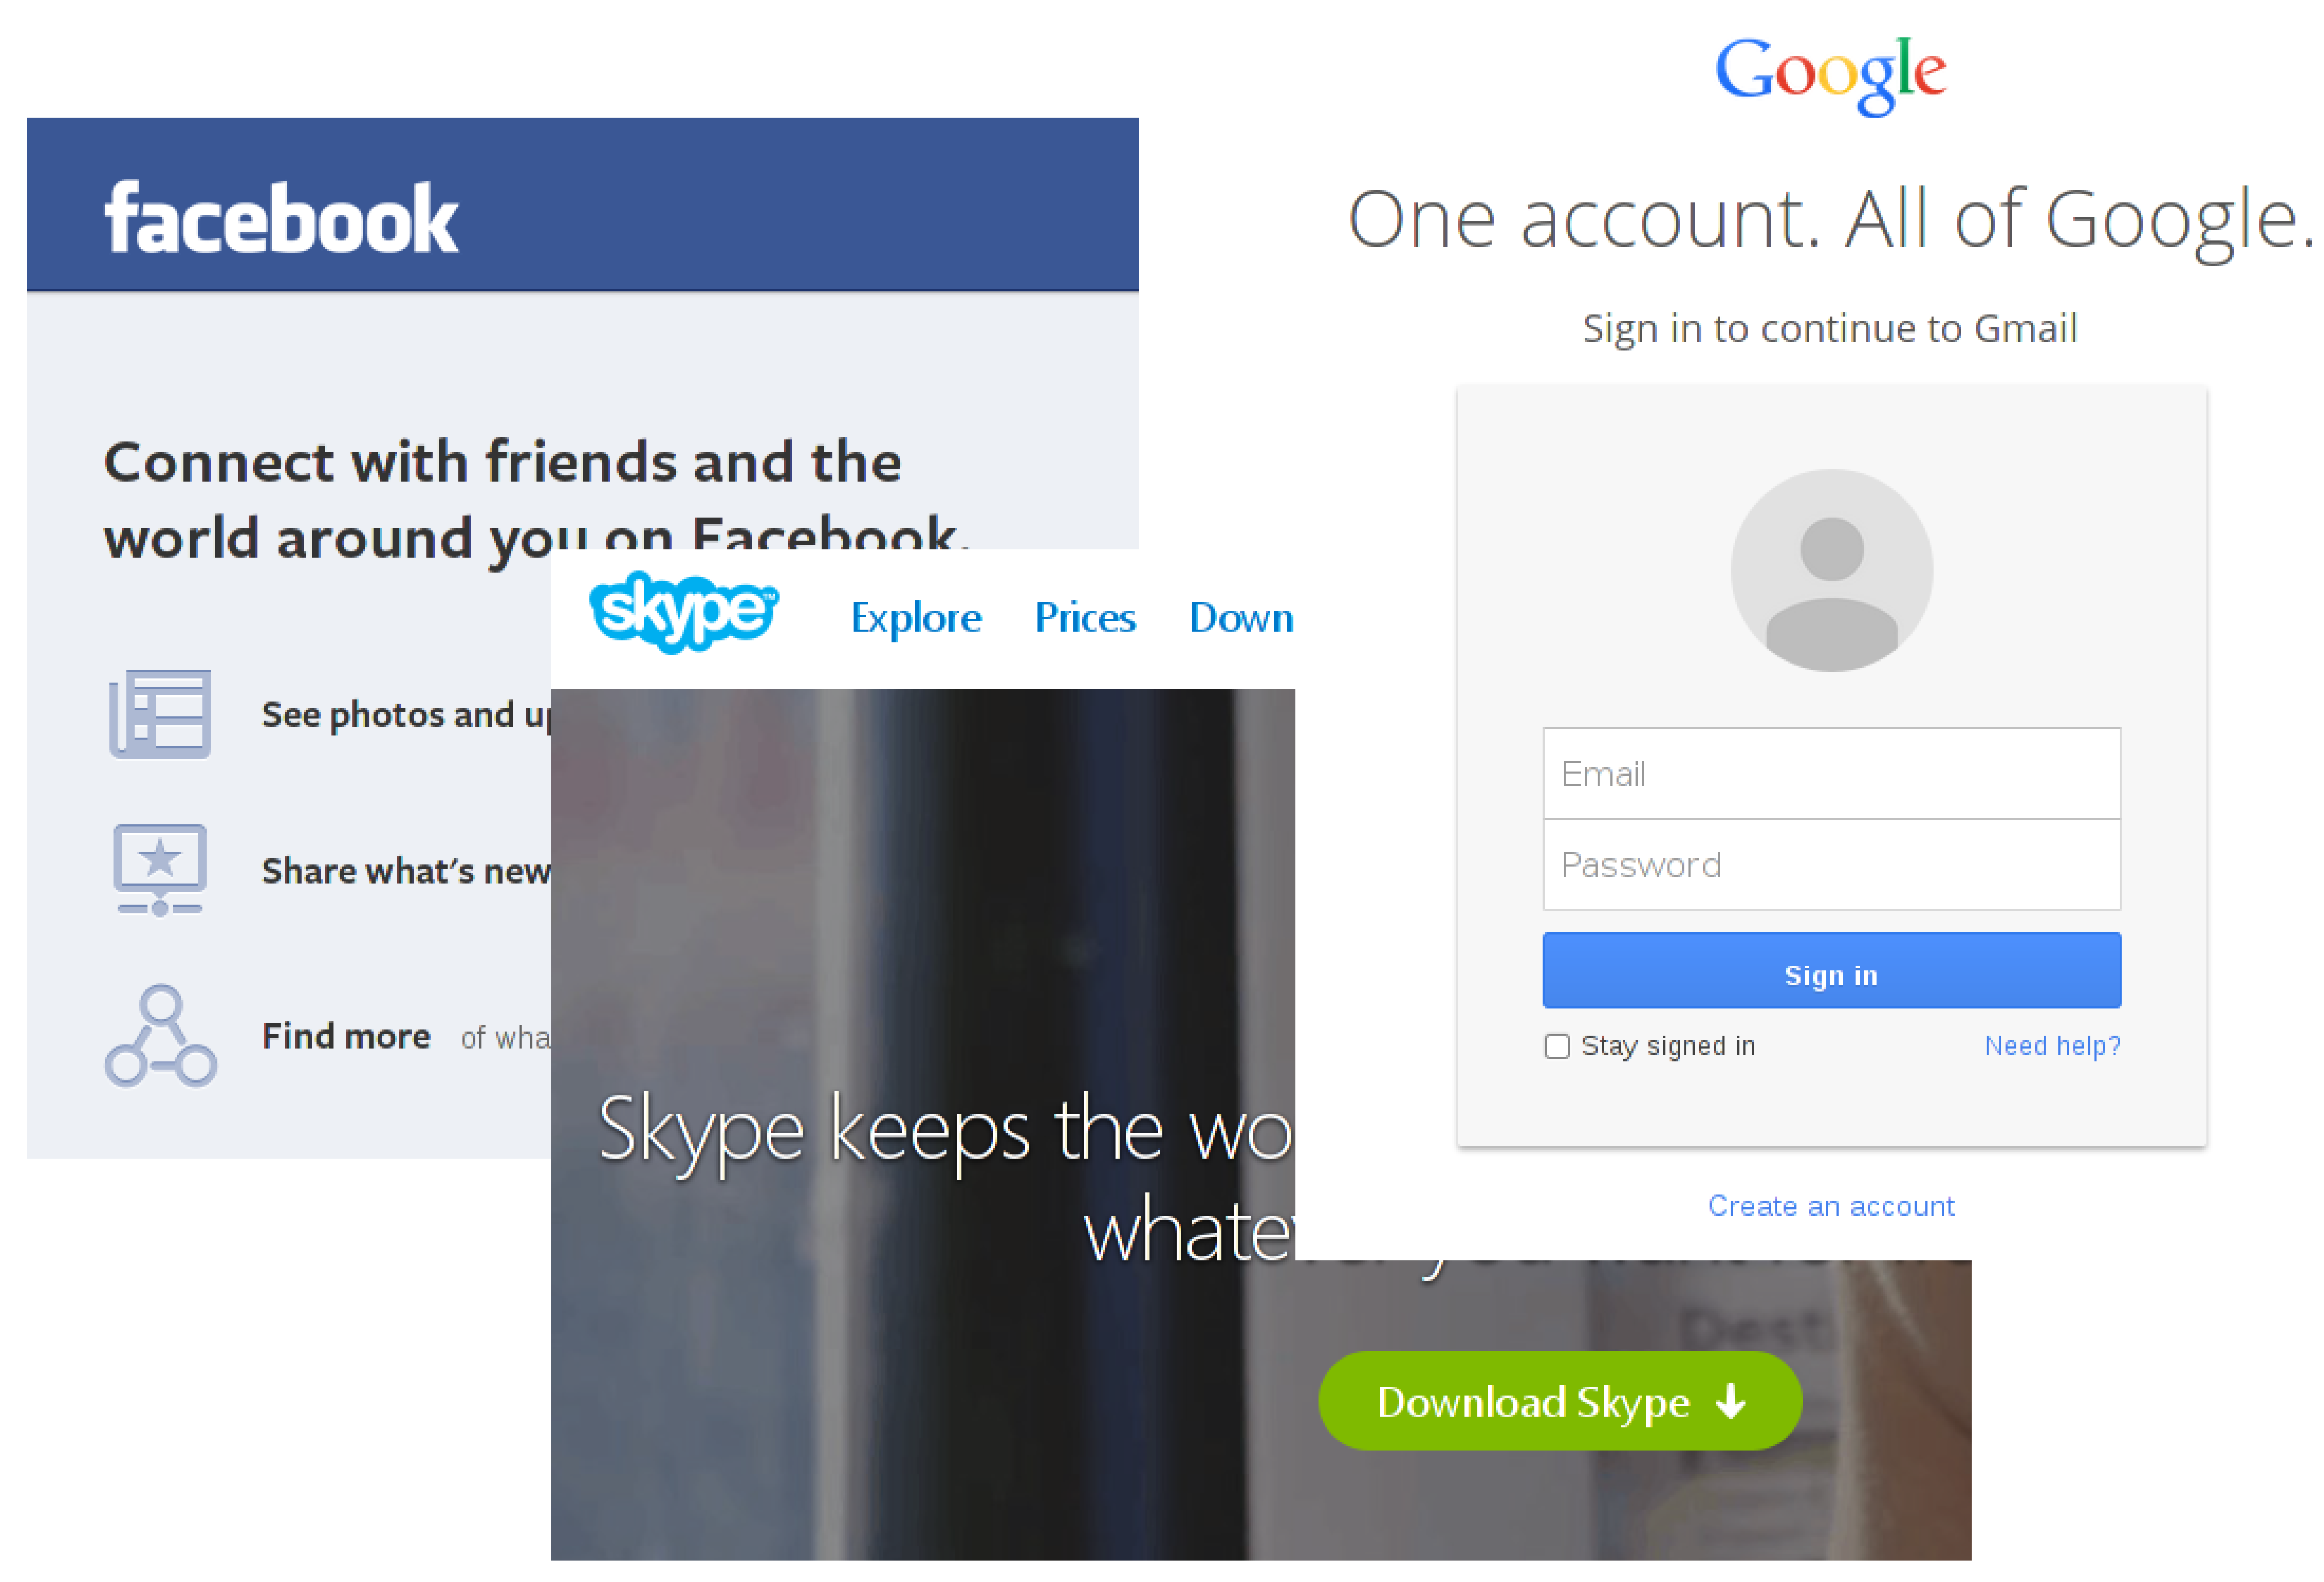 facebook
Connect with friends and the
world around you on Facebook.
See photos and up
Share what's new
Find more of wha
skype™
Explore Prices Down
Skype keeps the wo
whate
Download Skype
Google
One account. All of Google.
Sign in to continue to Gmail
Email
Password
Sign in
Stay signed in Need help?
Create an account